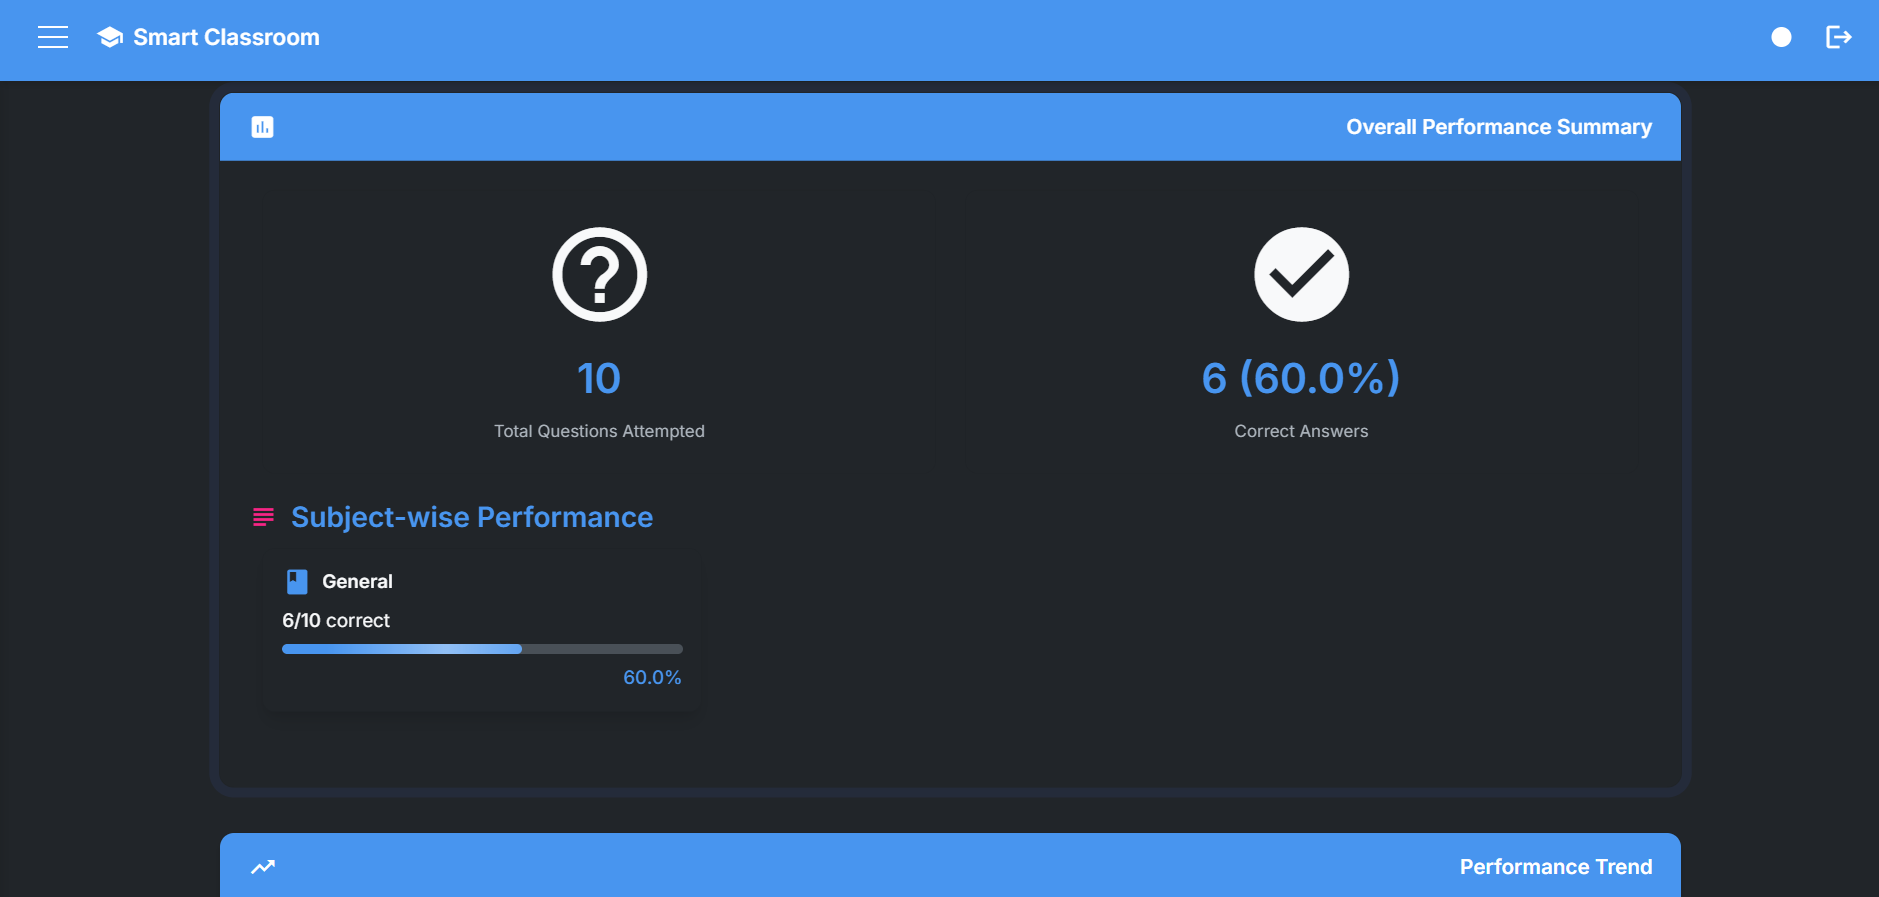 Smart Classroom
Overall Performance Summary
10
Total Questions Attempted
6 (60.0%)
Correct Answers
Subject-wise Performance
General
6/10 correct
60.0%
Performance Trend